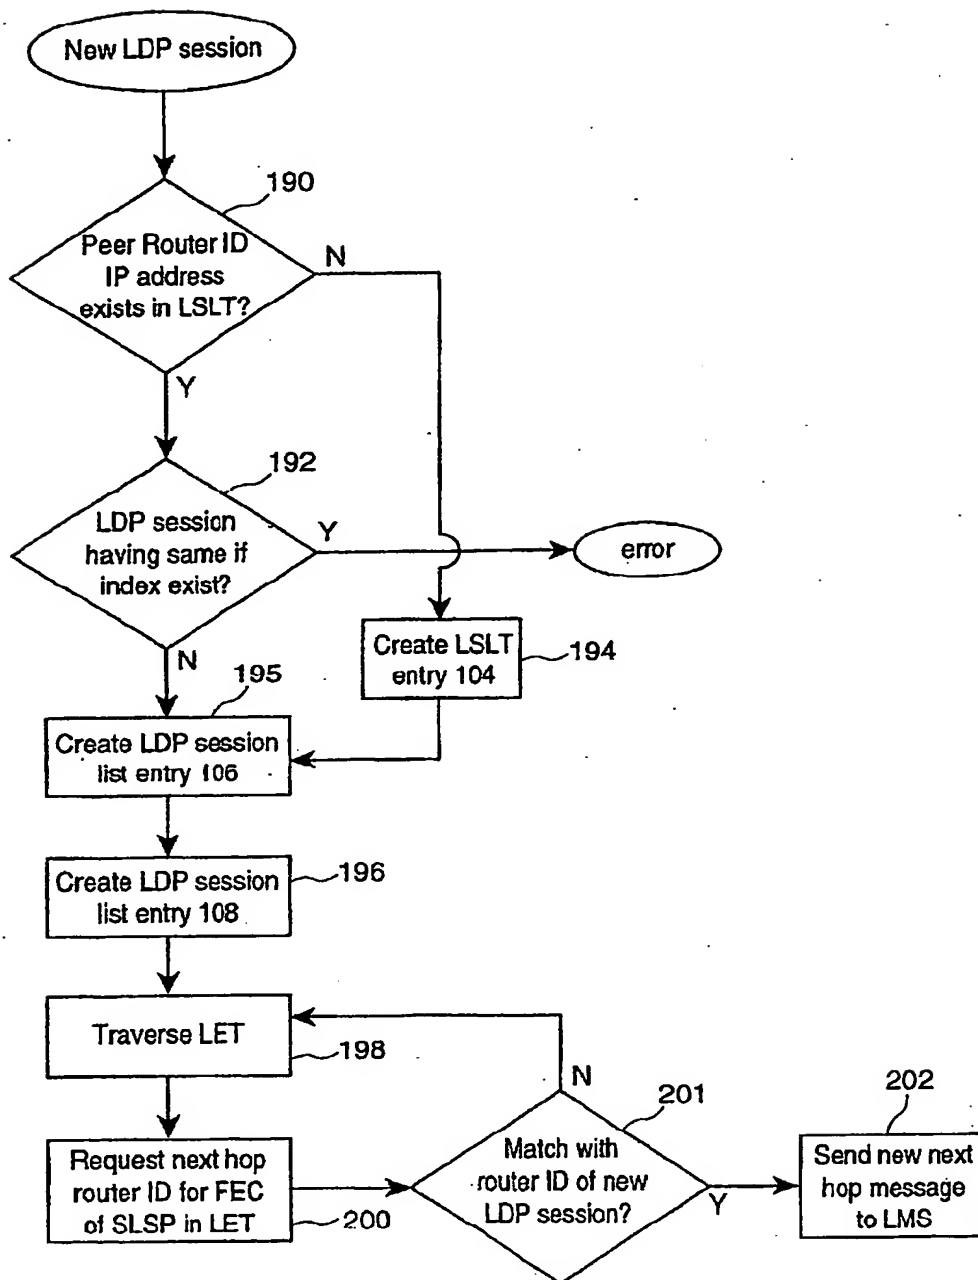 New LDP session
190
Peer Router ID
IP address
exists in LSLT?
N
Y
192
LDP session
having same if
index exist?
Y
error
N
Create LSLT
entry 104
194
195
Create LDP session
list entry 106
Create LDP session
list entry 108
196
Traverse LET
198
N
201
202
Request next hop
router ID for FEC
of SLSP in LET
200
Match with
router ID of new
LDP session?
Y
Send new next
hop message
to LMS